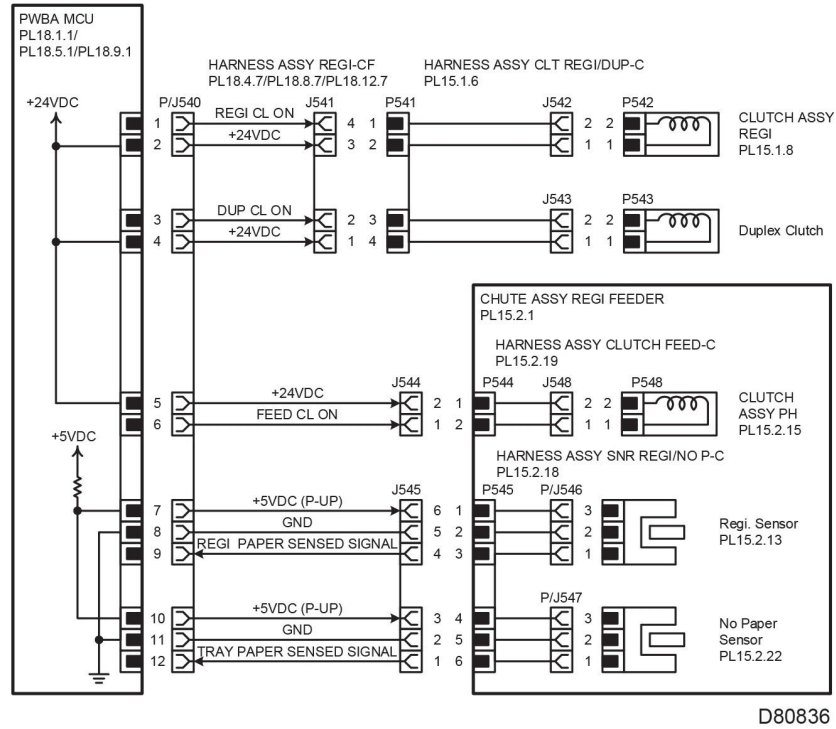 PWBA MCU
PL18.1.1/
PL18.5.1/PL18.9.1
HARNESS ASSY REGI-CF
PL18.4.7/PL18.8.7/PL18.12.7
HARNESS ASSY CLT REGI/DUP-C
PL15.1.6
+24VDC
P/J540
J541
P541
J542
P542
1 REGI CL ON 4 1 2 2
2 +24VDC 3 2 1 1
CLUTCH ASSY
REGI
PL15.1.8
J543
P543
3 DUP CL ON 2 3 2 2
4 +24VDC 1 4 1 1
Duplex Clutch
CHUTE ASSY REGI FEEDER
PL15.2.1
HARNESS ASSY CLUTCH FEED-C
PL15.2.19
J544
P544
J548
P548
5 +24VDC 2 1 2 2
6 FEED CL ON 1 2 1 1
CLUTCH
ASSY PH
PL15.2.15
+5VDC
HARNESS ASSY SNR REGI/NO P-C
PL15.2.18
J545
P545
P/J546
7 +5VDC (P-UP) 6 1 3
8 GND 5 2 2
9 REGI PAPER SENSED SIGNAL 4 3 1
Regi. Sensor
PL15.2.13
P/J547
10 +5VDC (P-UP) 3 4 3
11 GND 2 5 2
12 TRAY PAPER SENSED SIGNAL 1 6 1
No Paper
Sensor
PL15.2.22
D80836